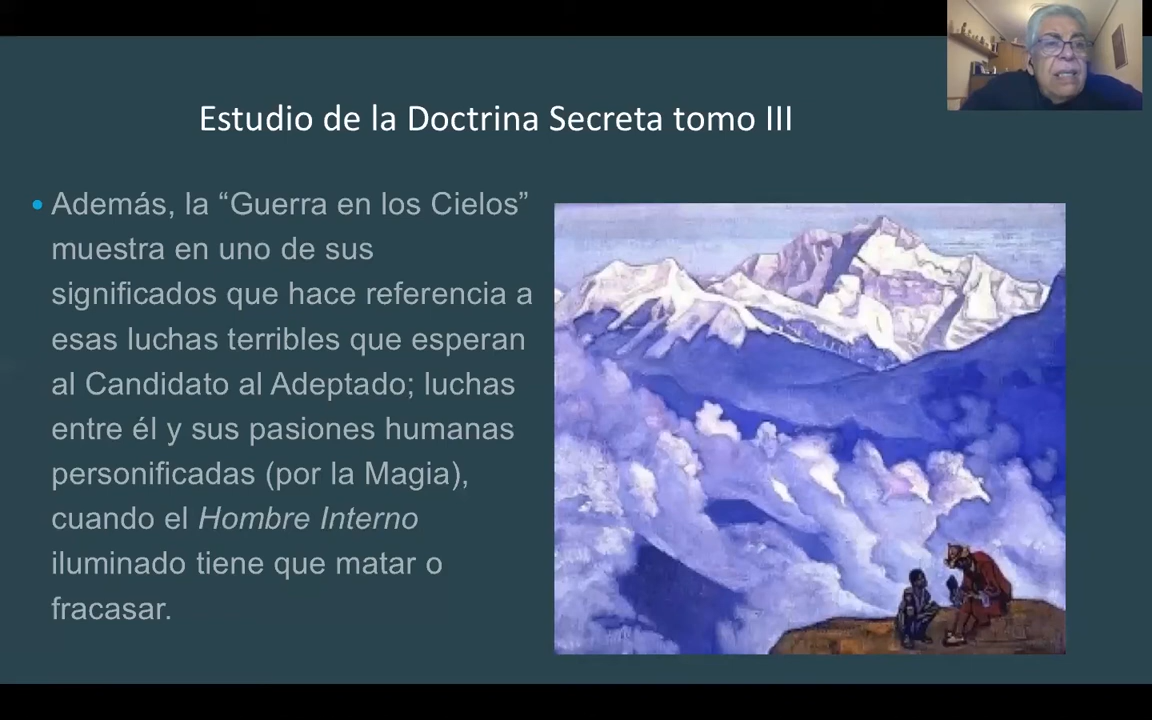 Estudio de la Doctrina Secreta tomo III
• Además, la “Guerra en los Cielos”
muestra en uno de sus
significados que hace referencia a
esas luchas terribles que esperan
al Candidato al Adeptado; luchas
entre él y sus pasiones humanas
personificadas (por la Magia),
cuando el Hombre Interno
iluminado tiene que matar o
fracasar.